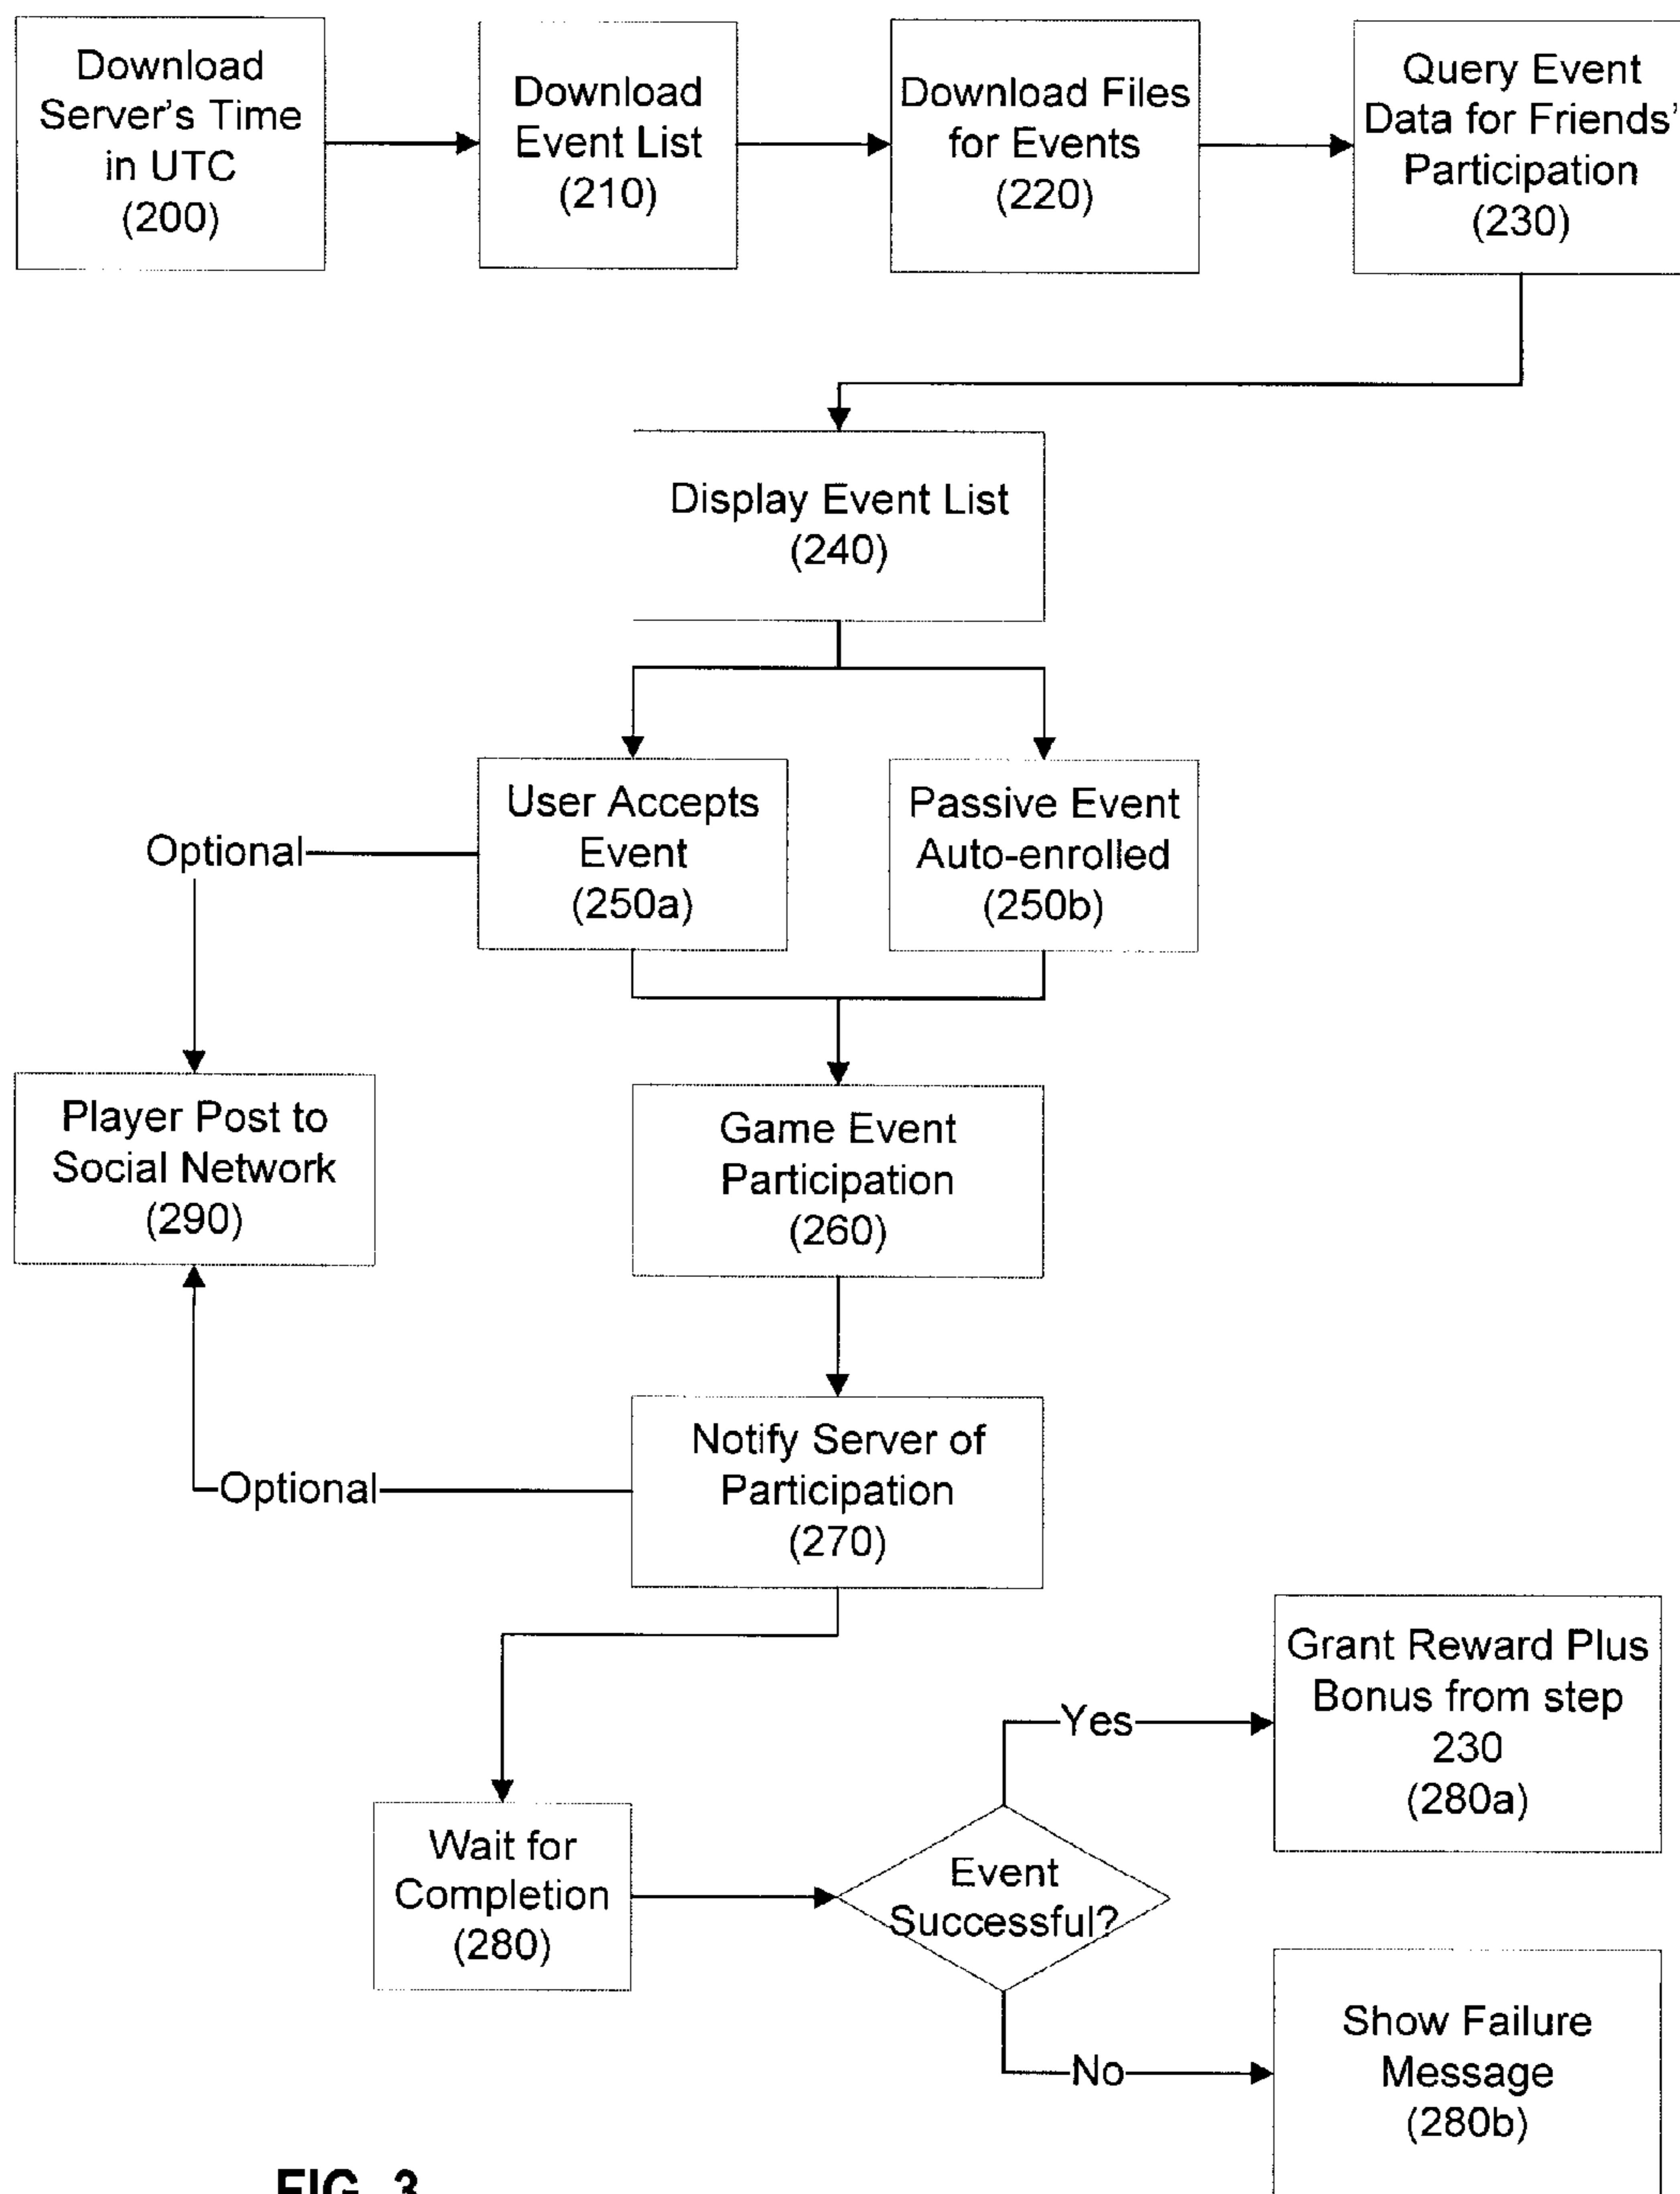 Download
Server's Time
in UTC
(200)
Download
Event List
(210)
Download Files
for Events
(220)
Query Event
Data for Friends'
Participation
(230)
Display Event List
(240)
User Accepts
Event
(250a)
Passive Event
Auto-enrolled
(250b)
Optional
Player Post to
Social Network
(290)
Game Event
Participation
(260)
Notify Server of
Participation
(270)
Optional
Wait for
Completion
(280)
Event
Successful?
Yes
Grant Reward Plus
Bonus from step
230
(280a)
No
Show Failure
Message
(280b)
FIG. 3